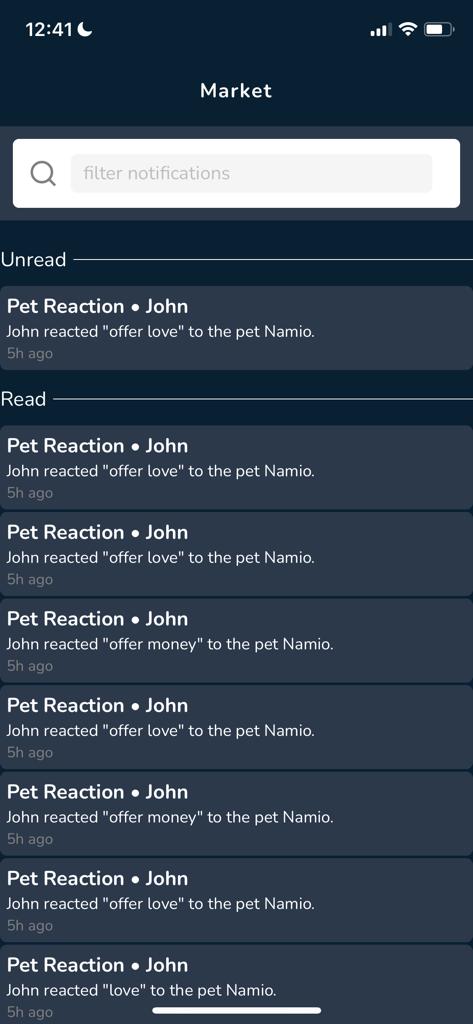 12:41
Market
filter notifications
Unread
Pet Reaction • John
John reacted "offer love" to the pet Namio.
5h ago
Read
Pet Reaction • John
John reacted "offer love" to the pet Namio.
5h ago
Pet Reaction • John
John reacted "offer love" to the pet Namio.
5h ago
Pet Reaction • John
John reacted "offer money" to the pet Namio.
5h ago
Pet Reaction • John
John reacted "offer love" to the pet Namio.
5h ago
Pet Reaction • John
John reacted "offer money" to the pet Namio.
5h ago
Pet Reaction • John
John reacted "offer love" to the pet Namio.
5h ago
Pet Reaction • John
John reacted "love" to the pet Namio.
5h ago